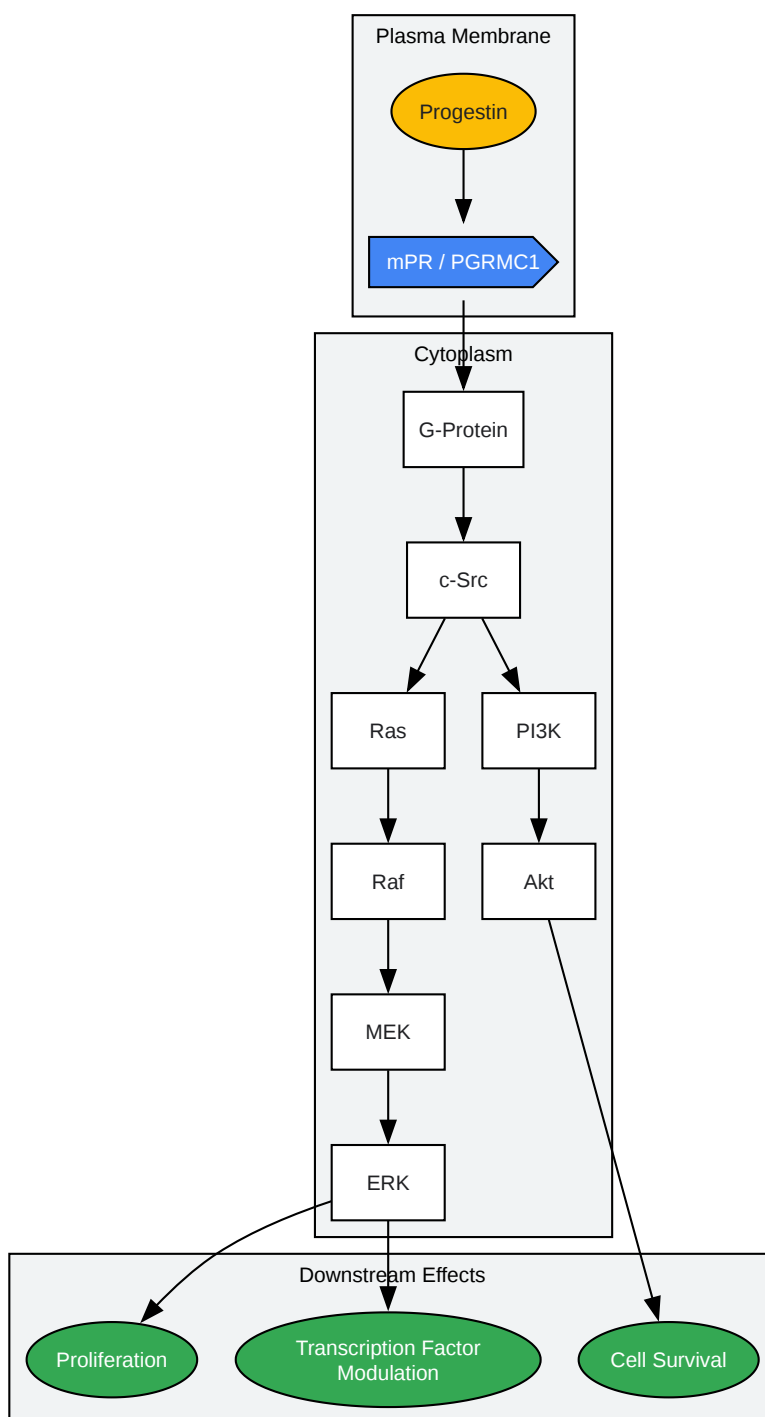 Plasma Membrane
Progestin
mPR / PGRMC1
Cytoplasm
G-Protein
c-Src
Ras
PI3K
Raf
Akt
MEK
ERK
Downstream Effects
Proliferation
Transcription Factor
Modulation
Cell Survival